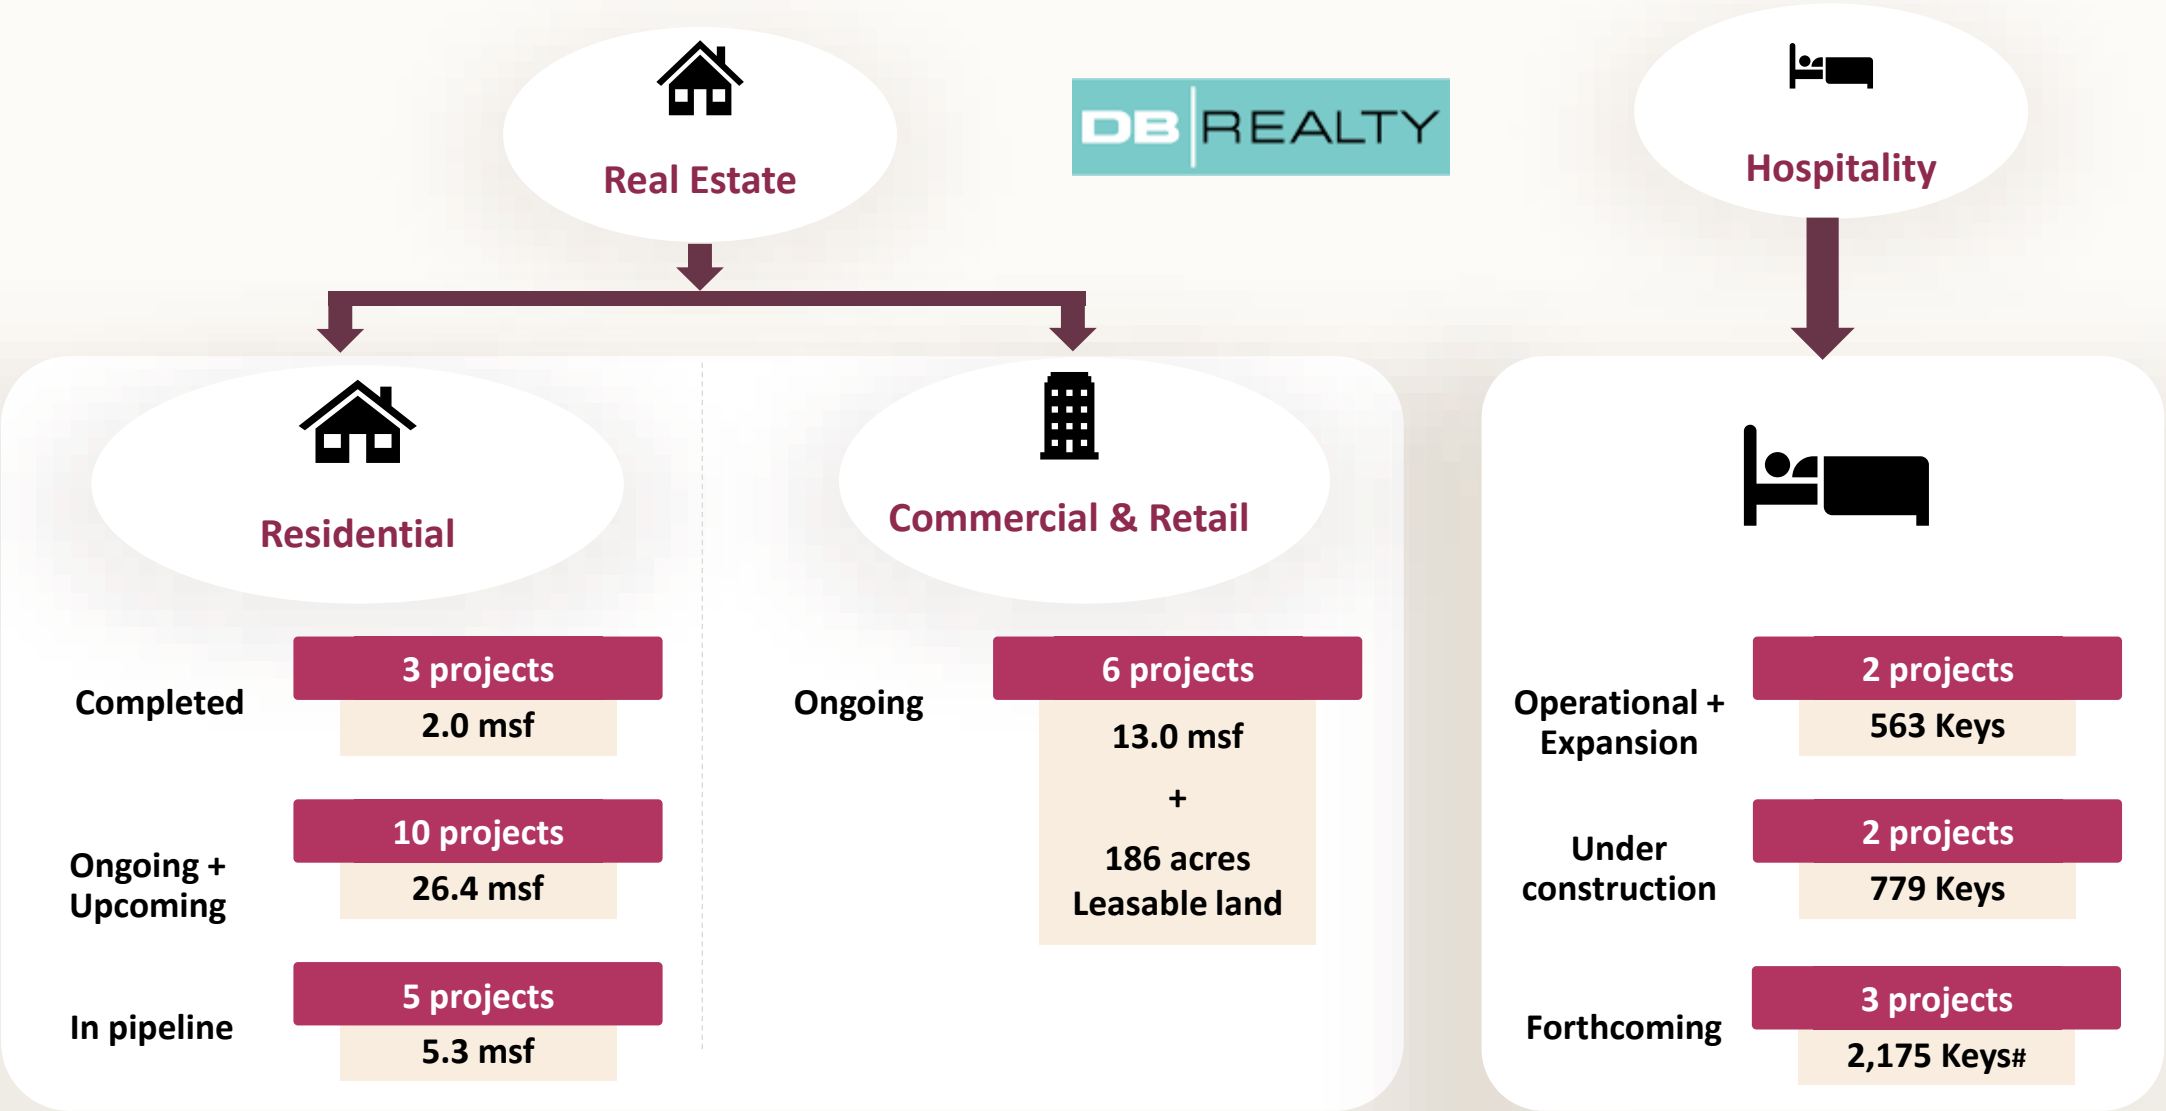 Real Estate
DB REALTY
Hospitality
Residential
Completed
3 projects
2.0 msf
Ongoing +
Upcoming
10 projects
26.4 msf
In pipeline
5 projects
5.3 msf
Commercial & Retail
Ongoing
6 projects
13.0 msf
+
186 acres
Leasable land
Operational +
Expansion
2 projects
563 Keys
Under
construction
2 projects
779 Keys
Forthcoming
3 projects
2,175 Keys#